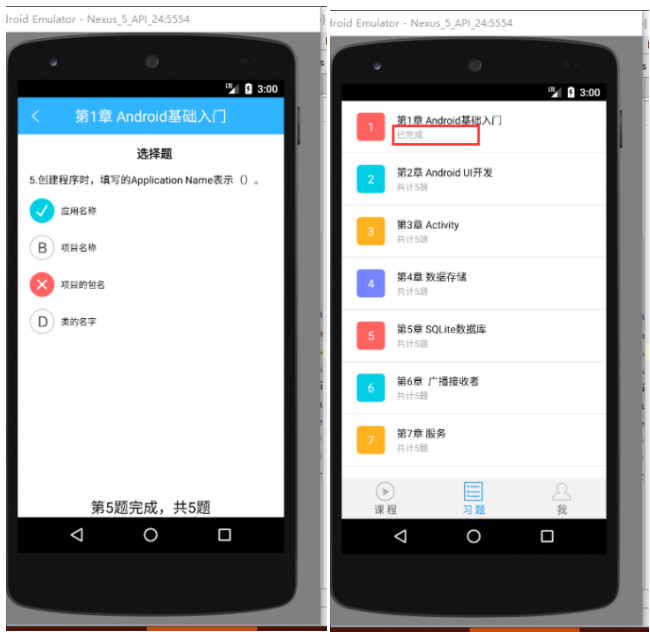 droid Emulator - Nexus_5_API_24:5554
3:00
第1章 Android基础入门
选择题
5.创建程序时，填写的Application Name表示（）。
应用名称
B 项目名称
项目的包名
D 类的名字
第5题完成，共5题
droid Emulator - Nexus_5_API_24:5554
3:00
1 第1章 Android基础入门
已完成
2 第2章 Android UI开发
共计5题
3 第3章 Activity
共计5题
4 第4章 数据存储
共计5题
5 第5章 SQLite数据库
共计5题
6 第6章 广播接收者
共计5题
7 第7章 服务
共计5题
课程 习题 我